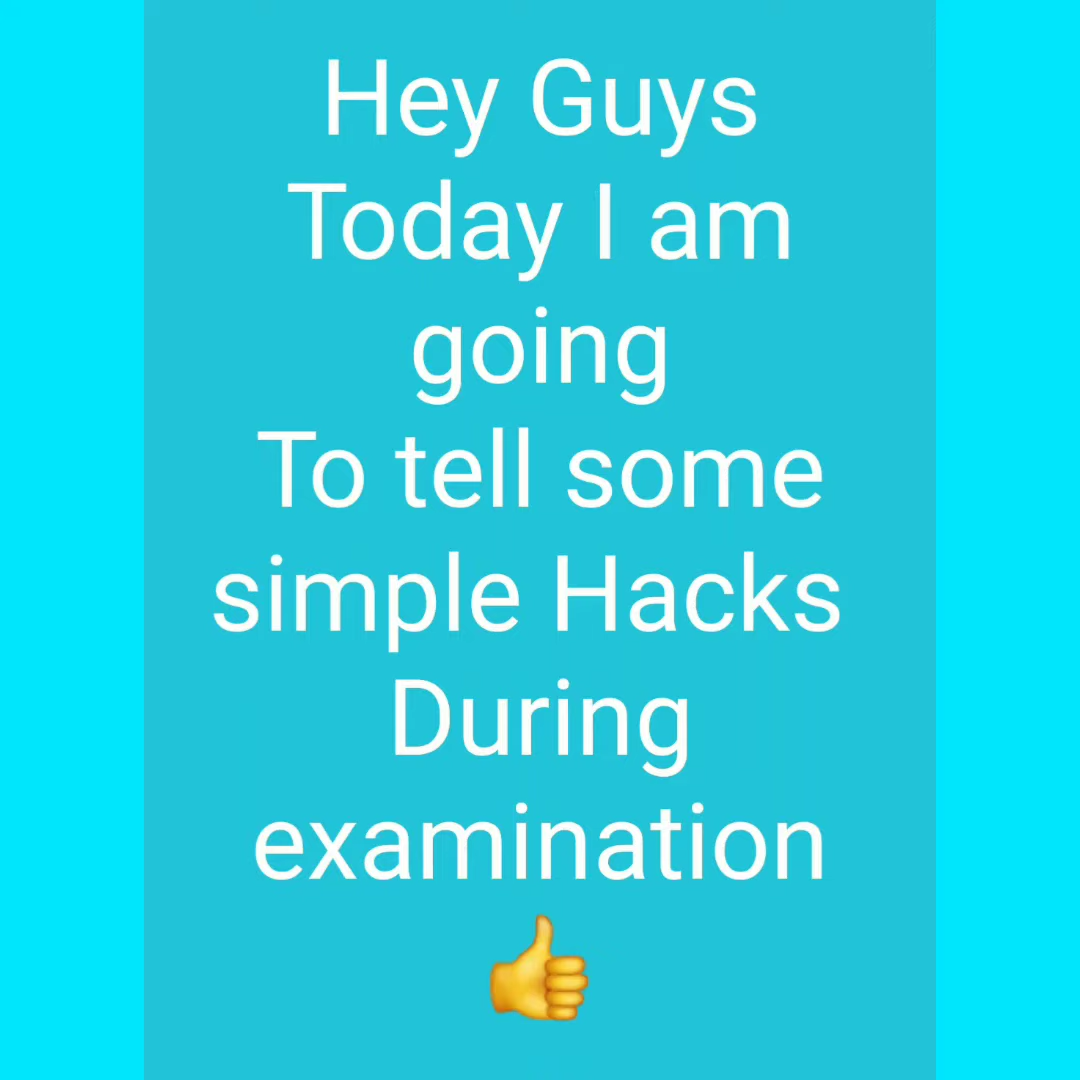 Hey Guys
Today I am
going
To tell some
simple Hacks
During
examination
👍